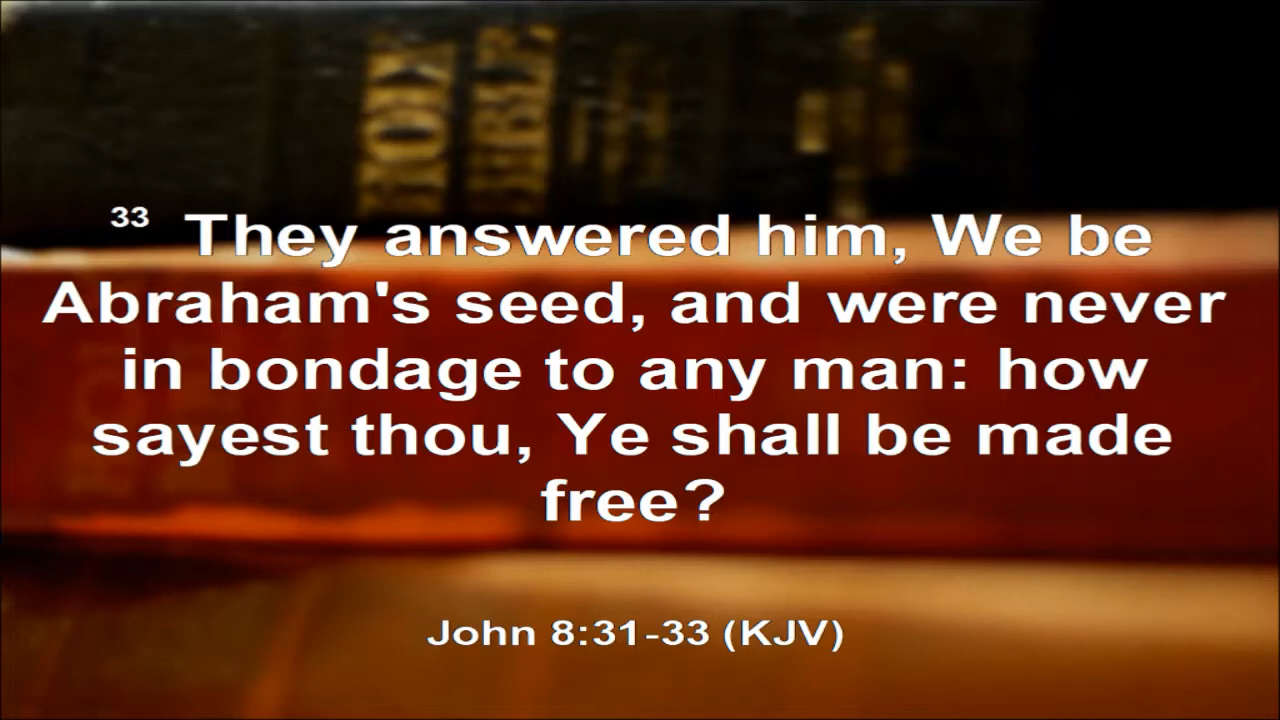 33 They answered him, We be
Abraham's seed, and were never
in bondage to any man: how
sayest thou, Ye shall be made
free?
John 8:31-33 (KJV)